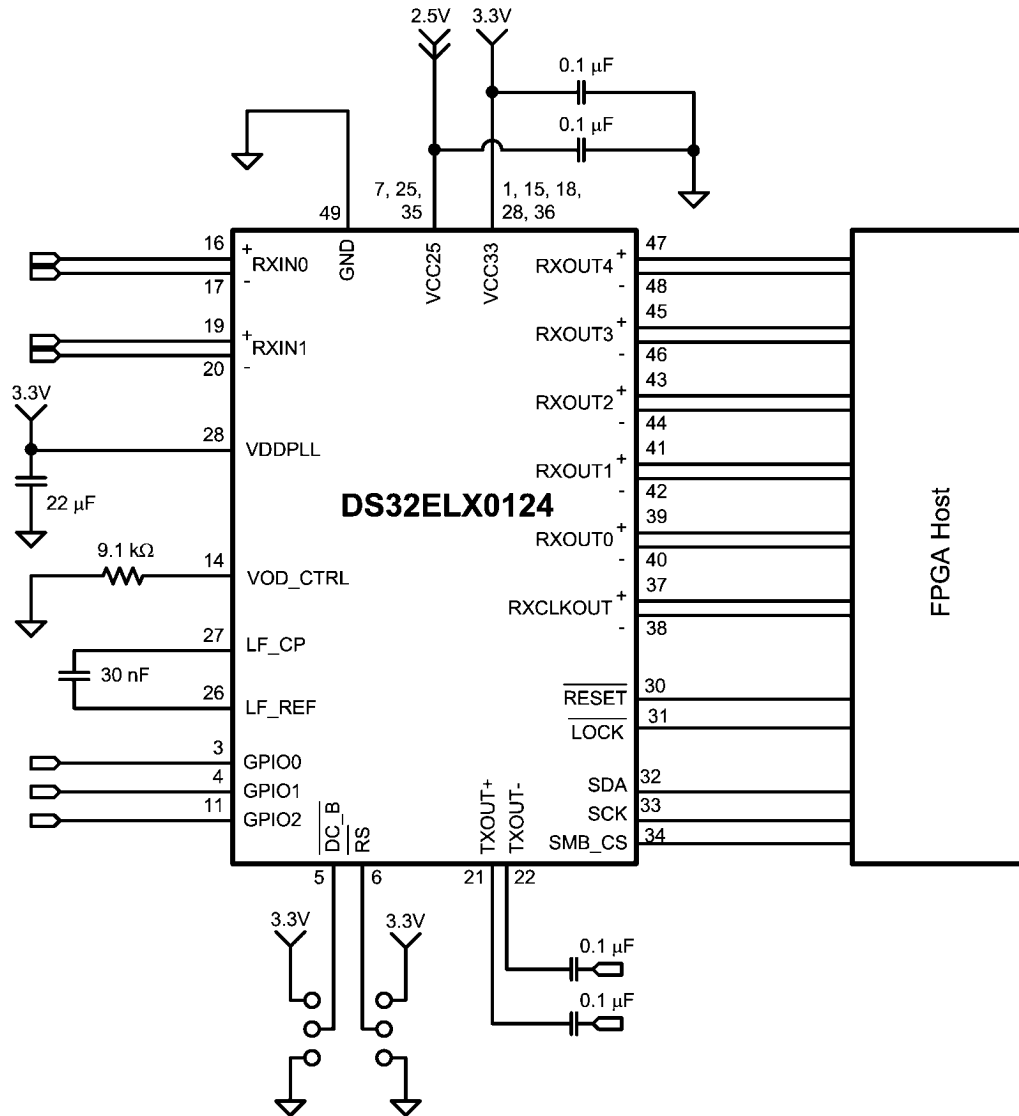 2.5V 3.3V
0.1 µF
0.1 µF
7, 25, 1, 15, 18,
49 35 28, 36
GND VCC25 VCC33
16 + RXIN0
17 -
19 + RXIN1
20 -
3.3V
28 VDDPLL
22 µF
9.1 kΩ 14 VOD_CTRL
27 LF_CP
30 nF
26 LF_REF
3 GPIO0
4 GPIO1
11 GPIO2
DS32ELX0124
RXOUT4 + 47
- 48
RXOUT3 + 45
- 46
RXOUT2 + 43
- 44
RXOUT1 + 41
- 42
RXOUT0 + 39
- 40
RXCLKOUT + 37
- 38
RESET 30
LOCK 31
SDA 32
SCK 33
SMB_CS 34
FPGA Host
DC_B RS TXOUT+ TXOUT-
5 6 21 22
3.3V 3.3V
0.1 µF
0.1 µF